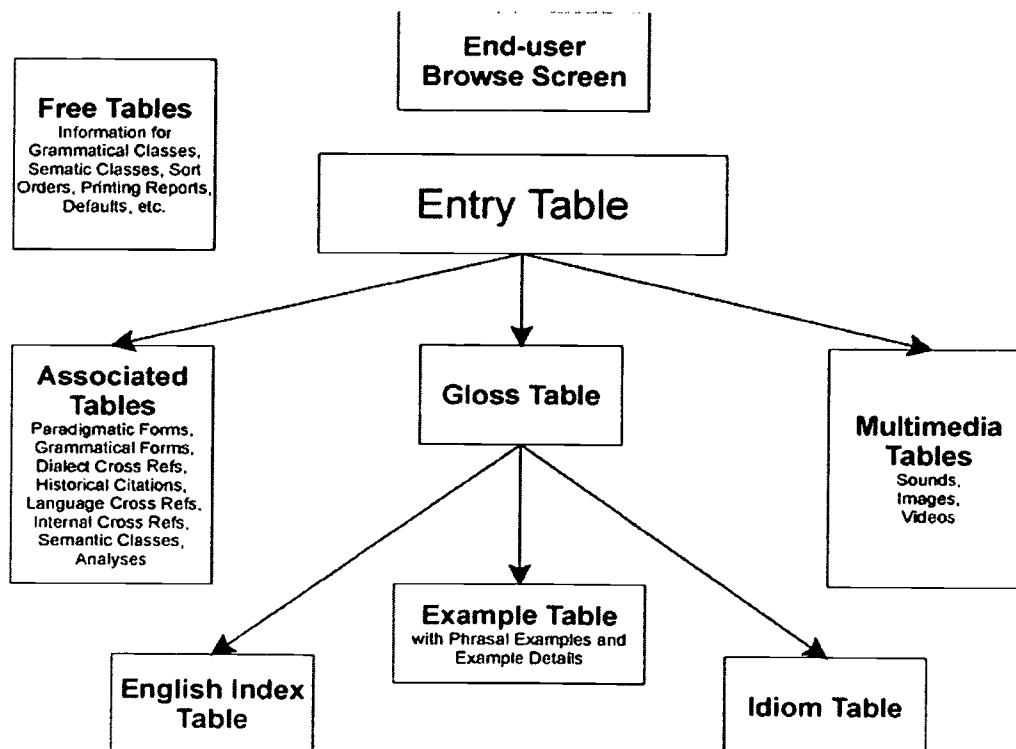 End-user
Browse Screen
Free Tables
Information for
Grammatical Classes,
Sematic Classes, Sort
Orders, Printing Reports,
Defaults, etc.
Entry Table
Associated
Tables
Paradigmatic Forms,
Grammatical Forms,
Dialect Cross Refs,
Historical Citations,
Language Cross Refs,
Internal Cross Refs,
Semantic Classes,
Analyses
Gloss Table
Multimedia
Tables
Sounds,
Images,
Videos
Example Table
with Phrasal Examples and
Example Details
English Index
Table
Idiom Table